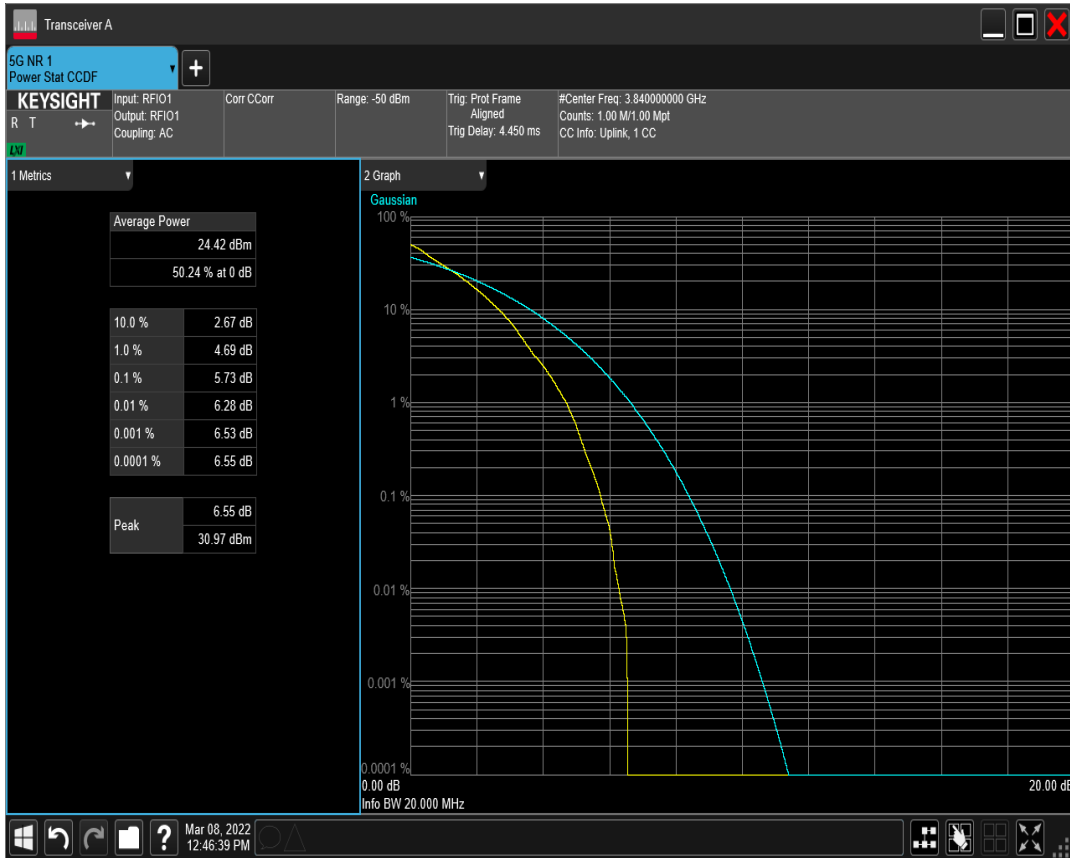 Transceiver A
5G NR 1
Power Stat CCDF
KEYSIGHT
R T
LXI
Input: RFIO1
Output: RFIO1
Coupling: AC
Corr CCorr
Range: -50 dBm
Trig: Prot Frame
Aligned
Trig Delay: 4.450 ms
#Center Freq: 3.840000000 GHz
Counts: 1.00 M/1.00 Mpt
CC Info: Uplink, 1 CC
1 Metrics
Average Power
24.42 dBm
50.24 % at 0 dB
10.0 % 2.67 dB
1.0 % 4.69 dB
0.1 % 5.73 dB
0.01 % 6.28 dB
0.001 % 6.53 dB
0.0001 % 6.55 dB
Peak
6.55 dB
30.97 dBm
2 Graph
Gaussian
100 %
10 %
1 %
0.1 %
0.01 %
0.001 %
0.0001 %
0.00 dB
20.00 dB
Info BW 20.000 MHz
?
Mar 08, 2022
12:46:39 PM